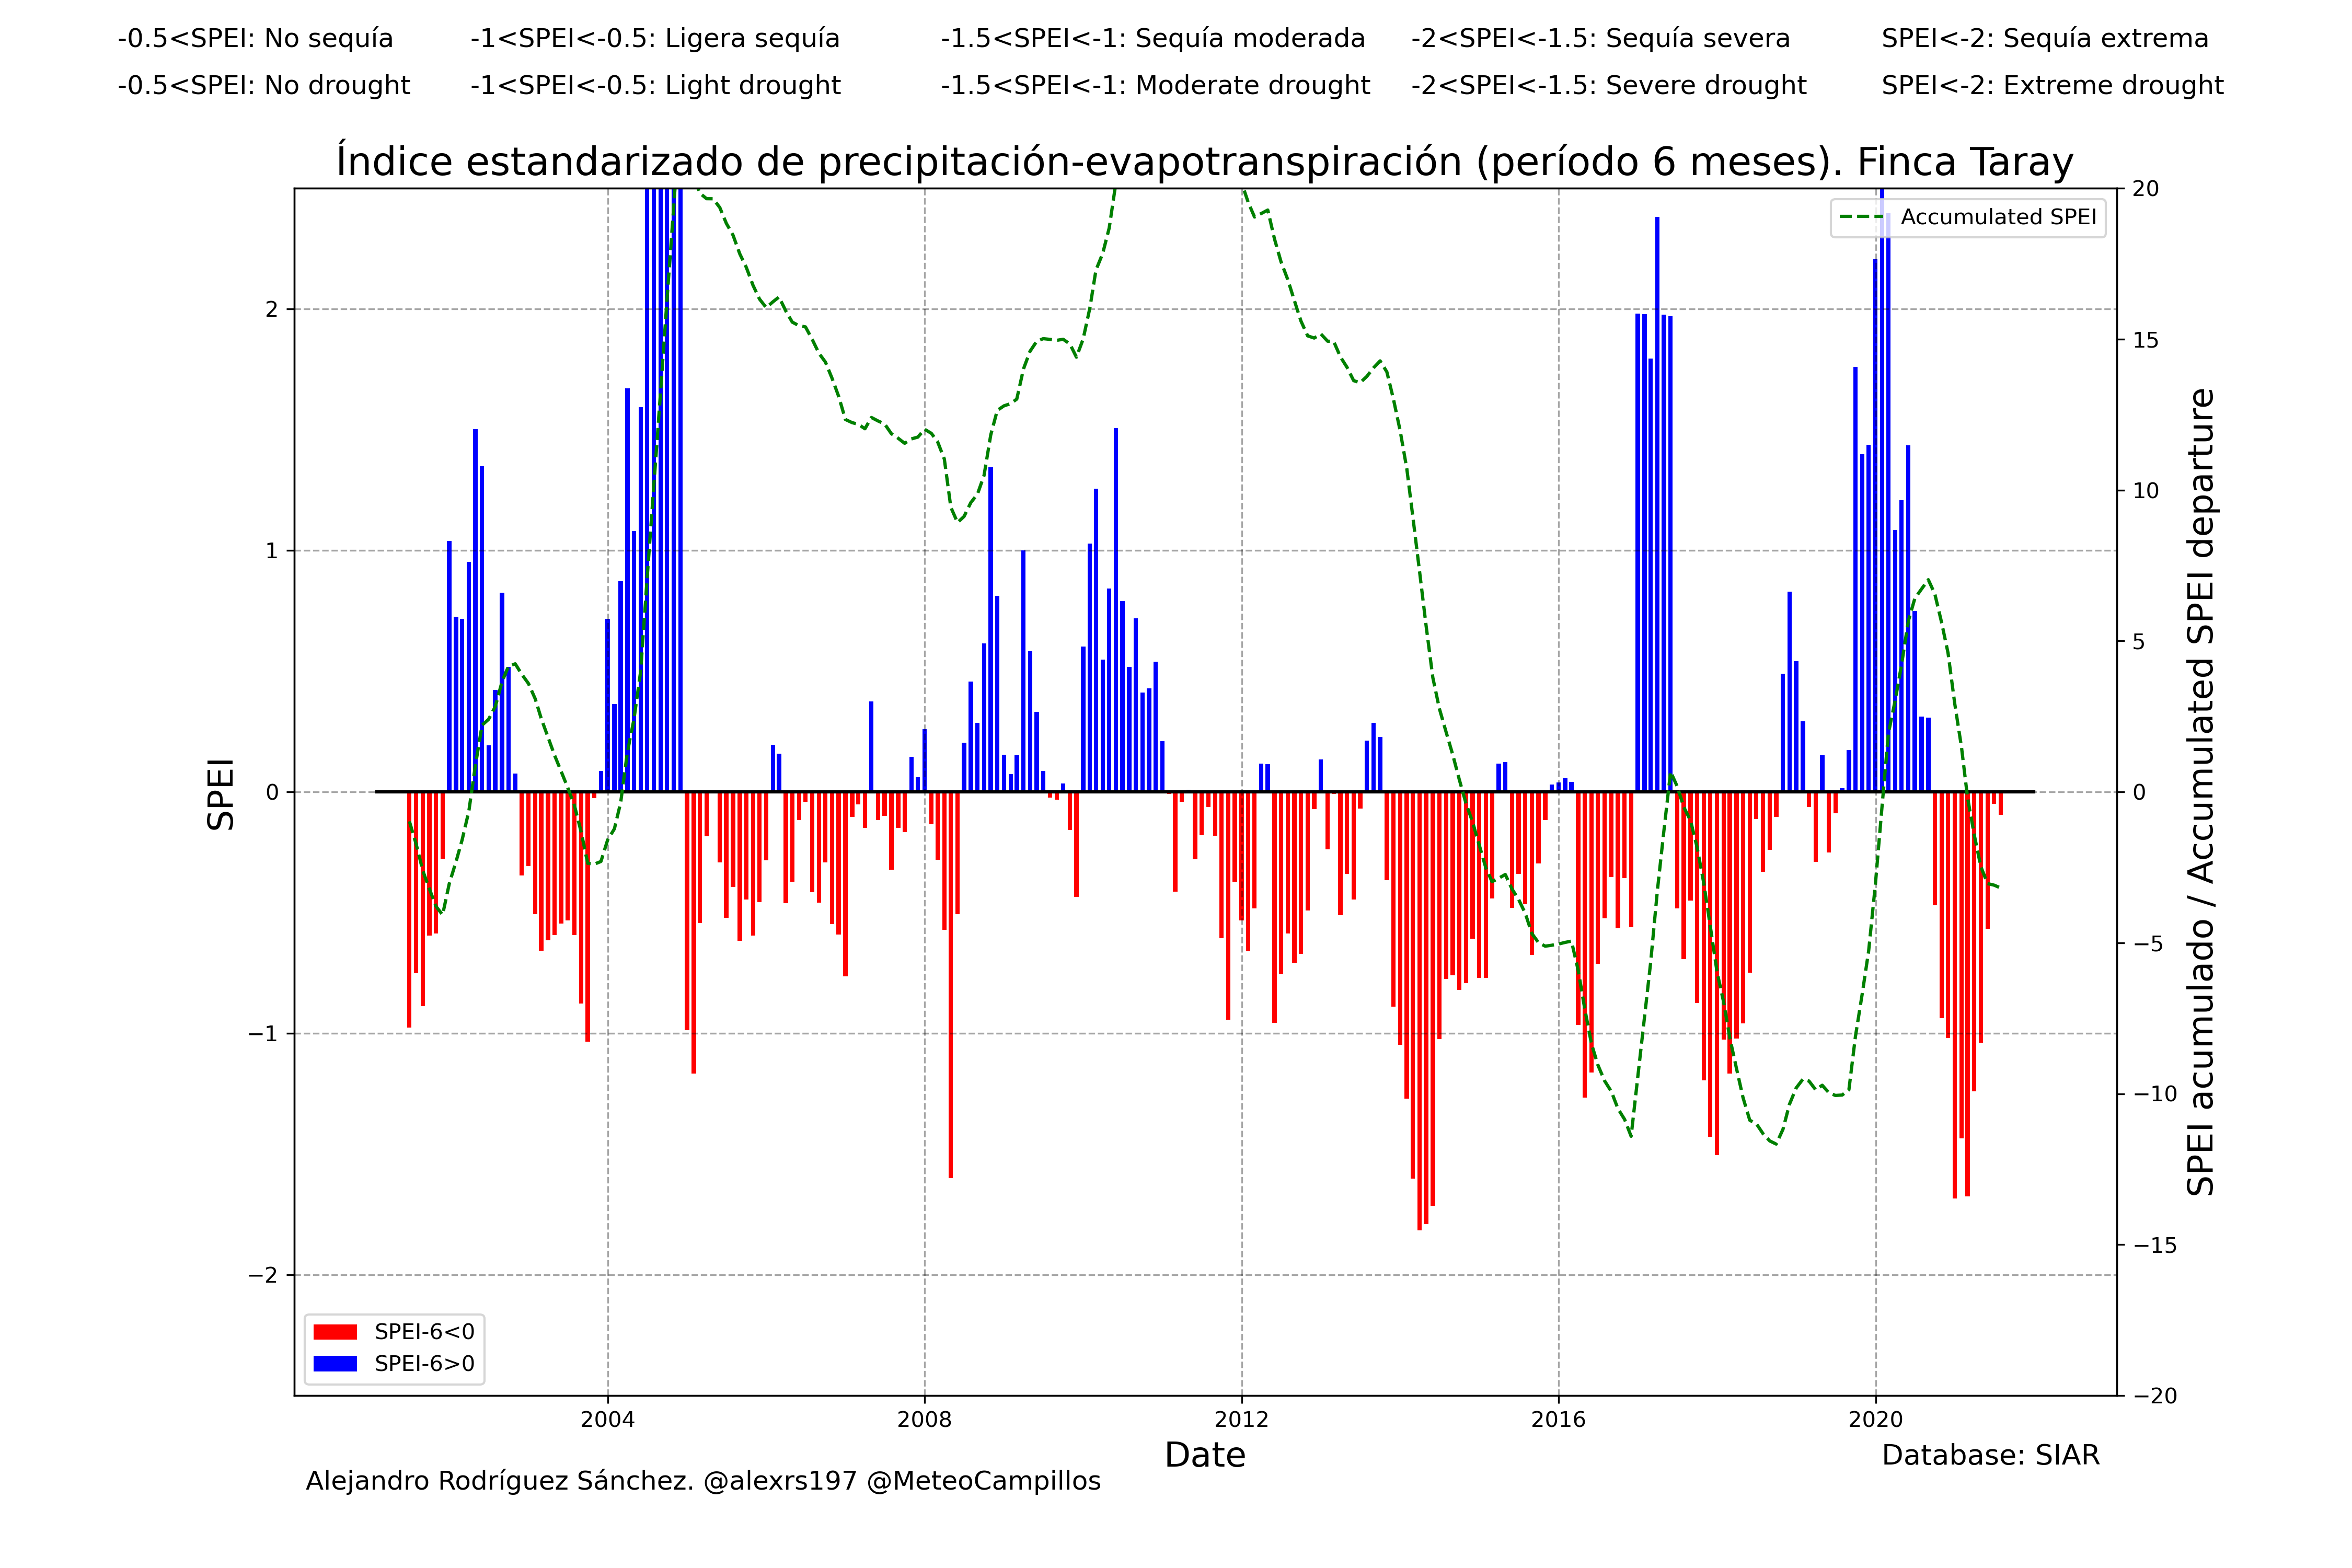 -0.5<SPEI: No sequía -1<SPEI<-0.5: Ligera sequía -1.5<SPEI<-1: Sequía moderada -2<SPEI<-1.5: Sequía severa SPEI<-2: Sequía extrema
-0.5<SPEI: No drought -1<SPEI<-0.5: Light drought -1.5<SPEI<-1: Moderate drought -2<SPEI<-1.5: Severe drought SPEI<-2: Extreme drought
Índice estandarizado de precipitación-evapotranspiración (período 6 meses). Finca Taray
Accumulated SPEI
SPEI
2
1
0
−1
−2
20
15
10
5
0
−5
−10
−15
−20
SPEI acumulado / Accumulated SPEI departure
SPEI-6<0
SPEI-6>0
2004 2008 2012 2016 2020
Date
Database: SIAR
Alejandro Rodríguez Sánchez. @alexrs197 @MeteoCampillos